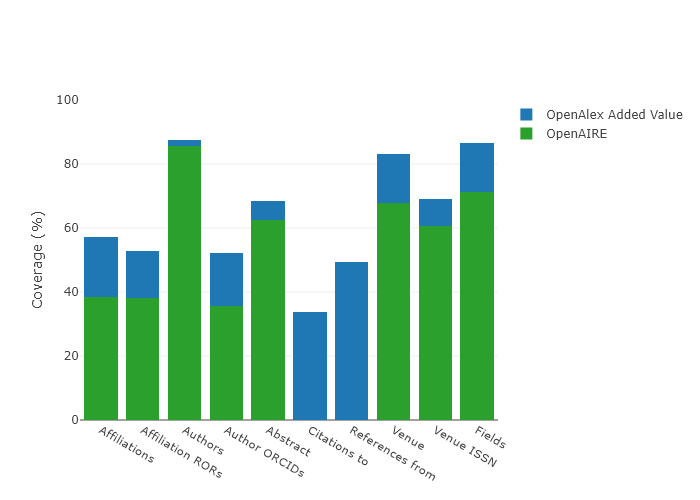 100
80
60
40
20
0
Coverage (%)
Affiliations
Affiliation RORs
Authors
Author ORCIDs
Abstract
Citations to
References from
Venue
Venue ISSN
Fields
OpenAlex Added Value
OpenAIRE